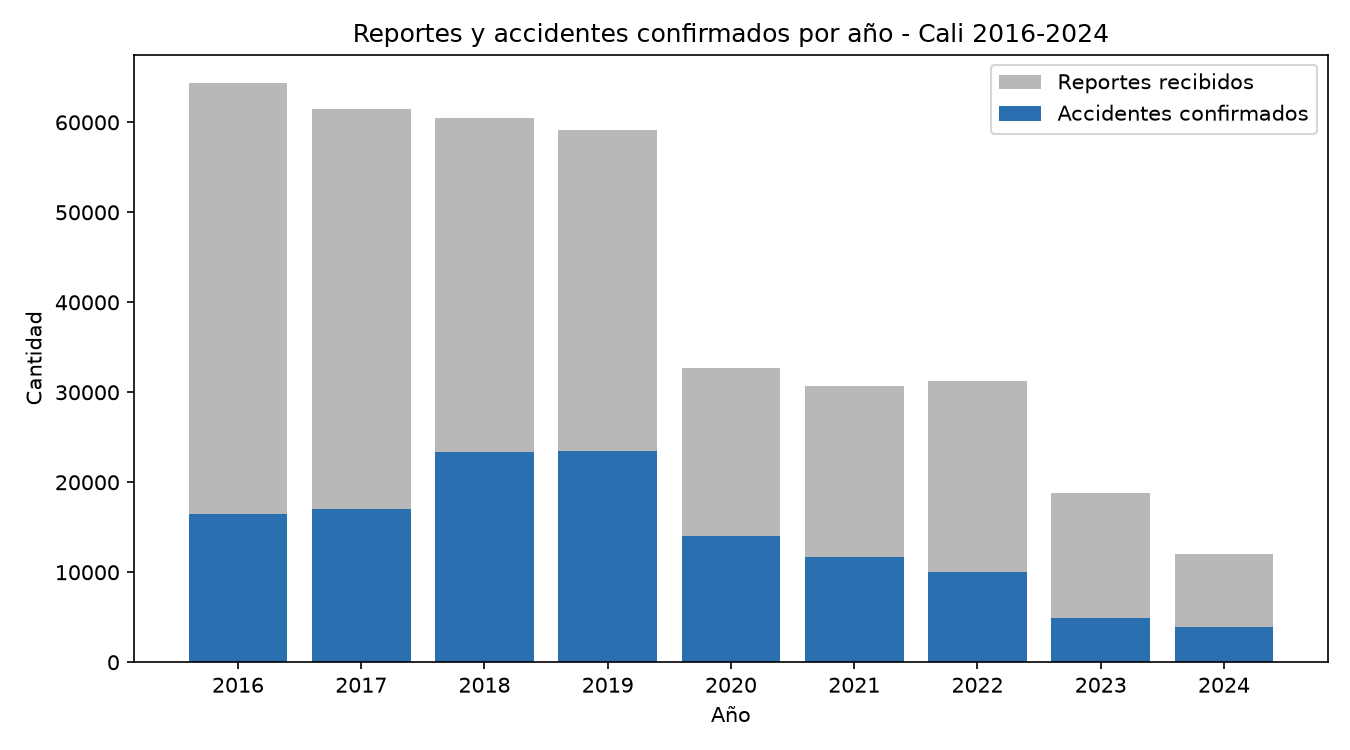 Reportes y accidentes confirmados por año - Cali 2016-2024
Reportes recibidos
Accidentes confirmados
Cantidad
60000
50000
40000
30000
20000
10000
0
2016 2017 2018 2019 2020 2021 2022 2023 2024
Año